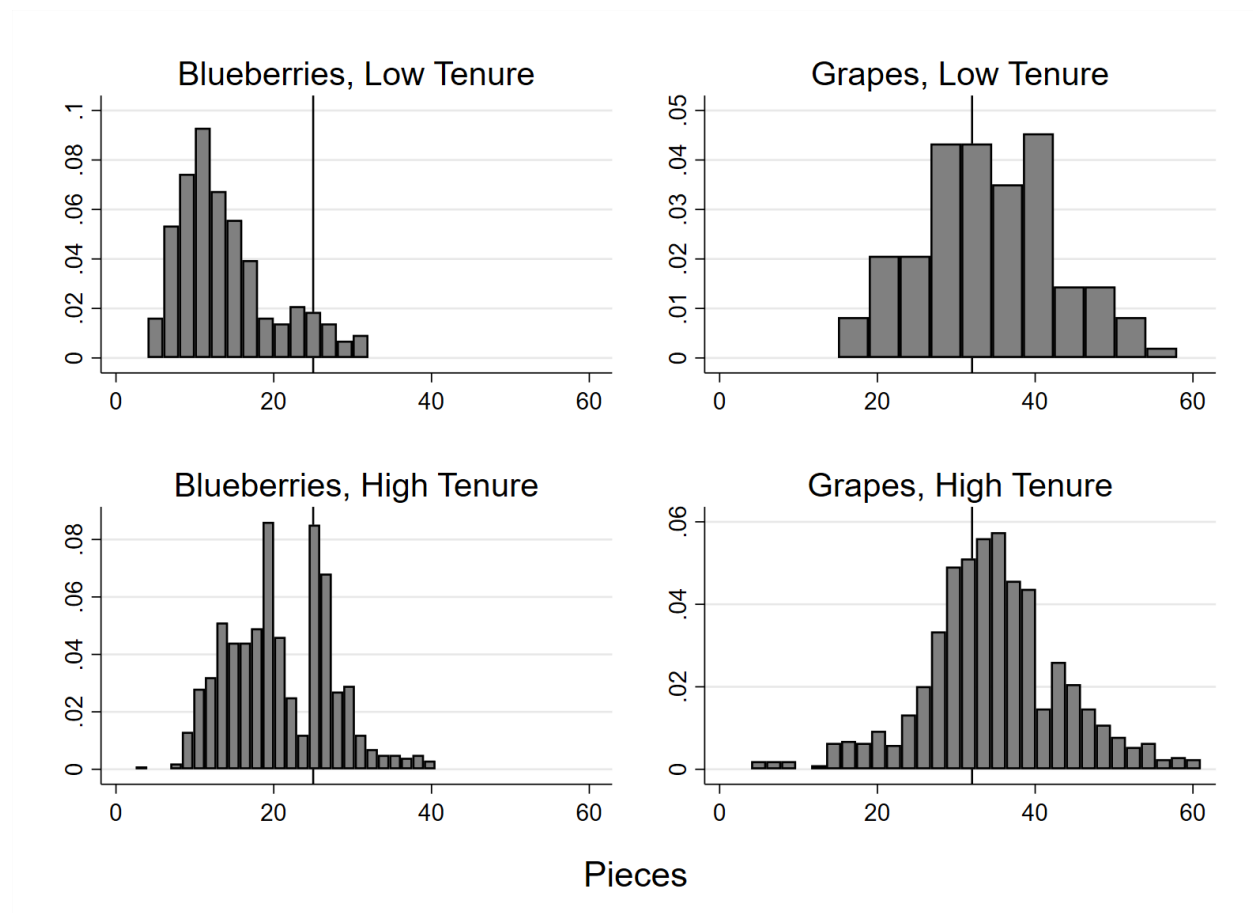 Blueberries, Low Tenure
0 .02 .04 .06 .08 .1
0 20 40 60
Grapes, Low Tenure
0 .01 .02 .03 .04 .05
0 20 40 60
Blueberries, High Tenure
0 .02 .04 .06 .08
0 20 40 60
Grapes, High Tenure
0 .02 .04 .06
0 20 40 60
Pieces